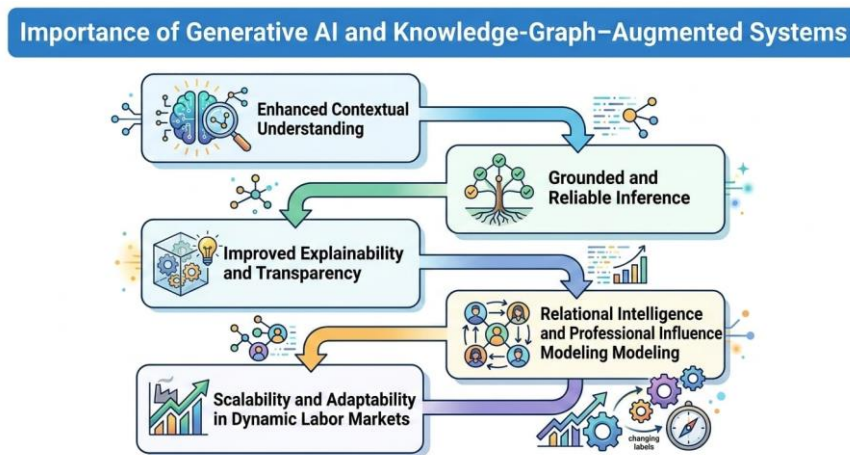 Importance of Generative AI and Knowledge-Graph–Augmented Systems
Enhanced Contextual
Understanding
Grounded and
Reliable Inference
Improved Explainability
and Transparency
Relational Intelligence
and Professional Influence
Modeling Modeling
Scalability and Adaptability
in Dynamic Labor Markets
changing
labels